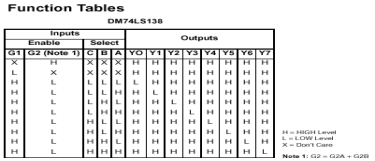 Function Tables
DM74LS138
Inputs Outputs
Enable Select
G1 G2 (Note 1) C B A YO Y1 Y2 Y3 Y4 Y5 Y6 Y7
X H X X X H H H H H H H H
L X X X X H H H H H H H H
H L L L L L H H H H H H H
H L L L H H L H H H H H H
H L L H L H H L H H H H H
H L L H H H H H L H H H H
H L H L L H H H H L H H H
H L H L H H H H H H L H H
H L H H L H H H H H H L H
H L H H H H H H H H H H L
H = HIGH Level
L = LOW Level
X = Don't Care
Note 1: G2 = G2A + G2B